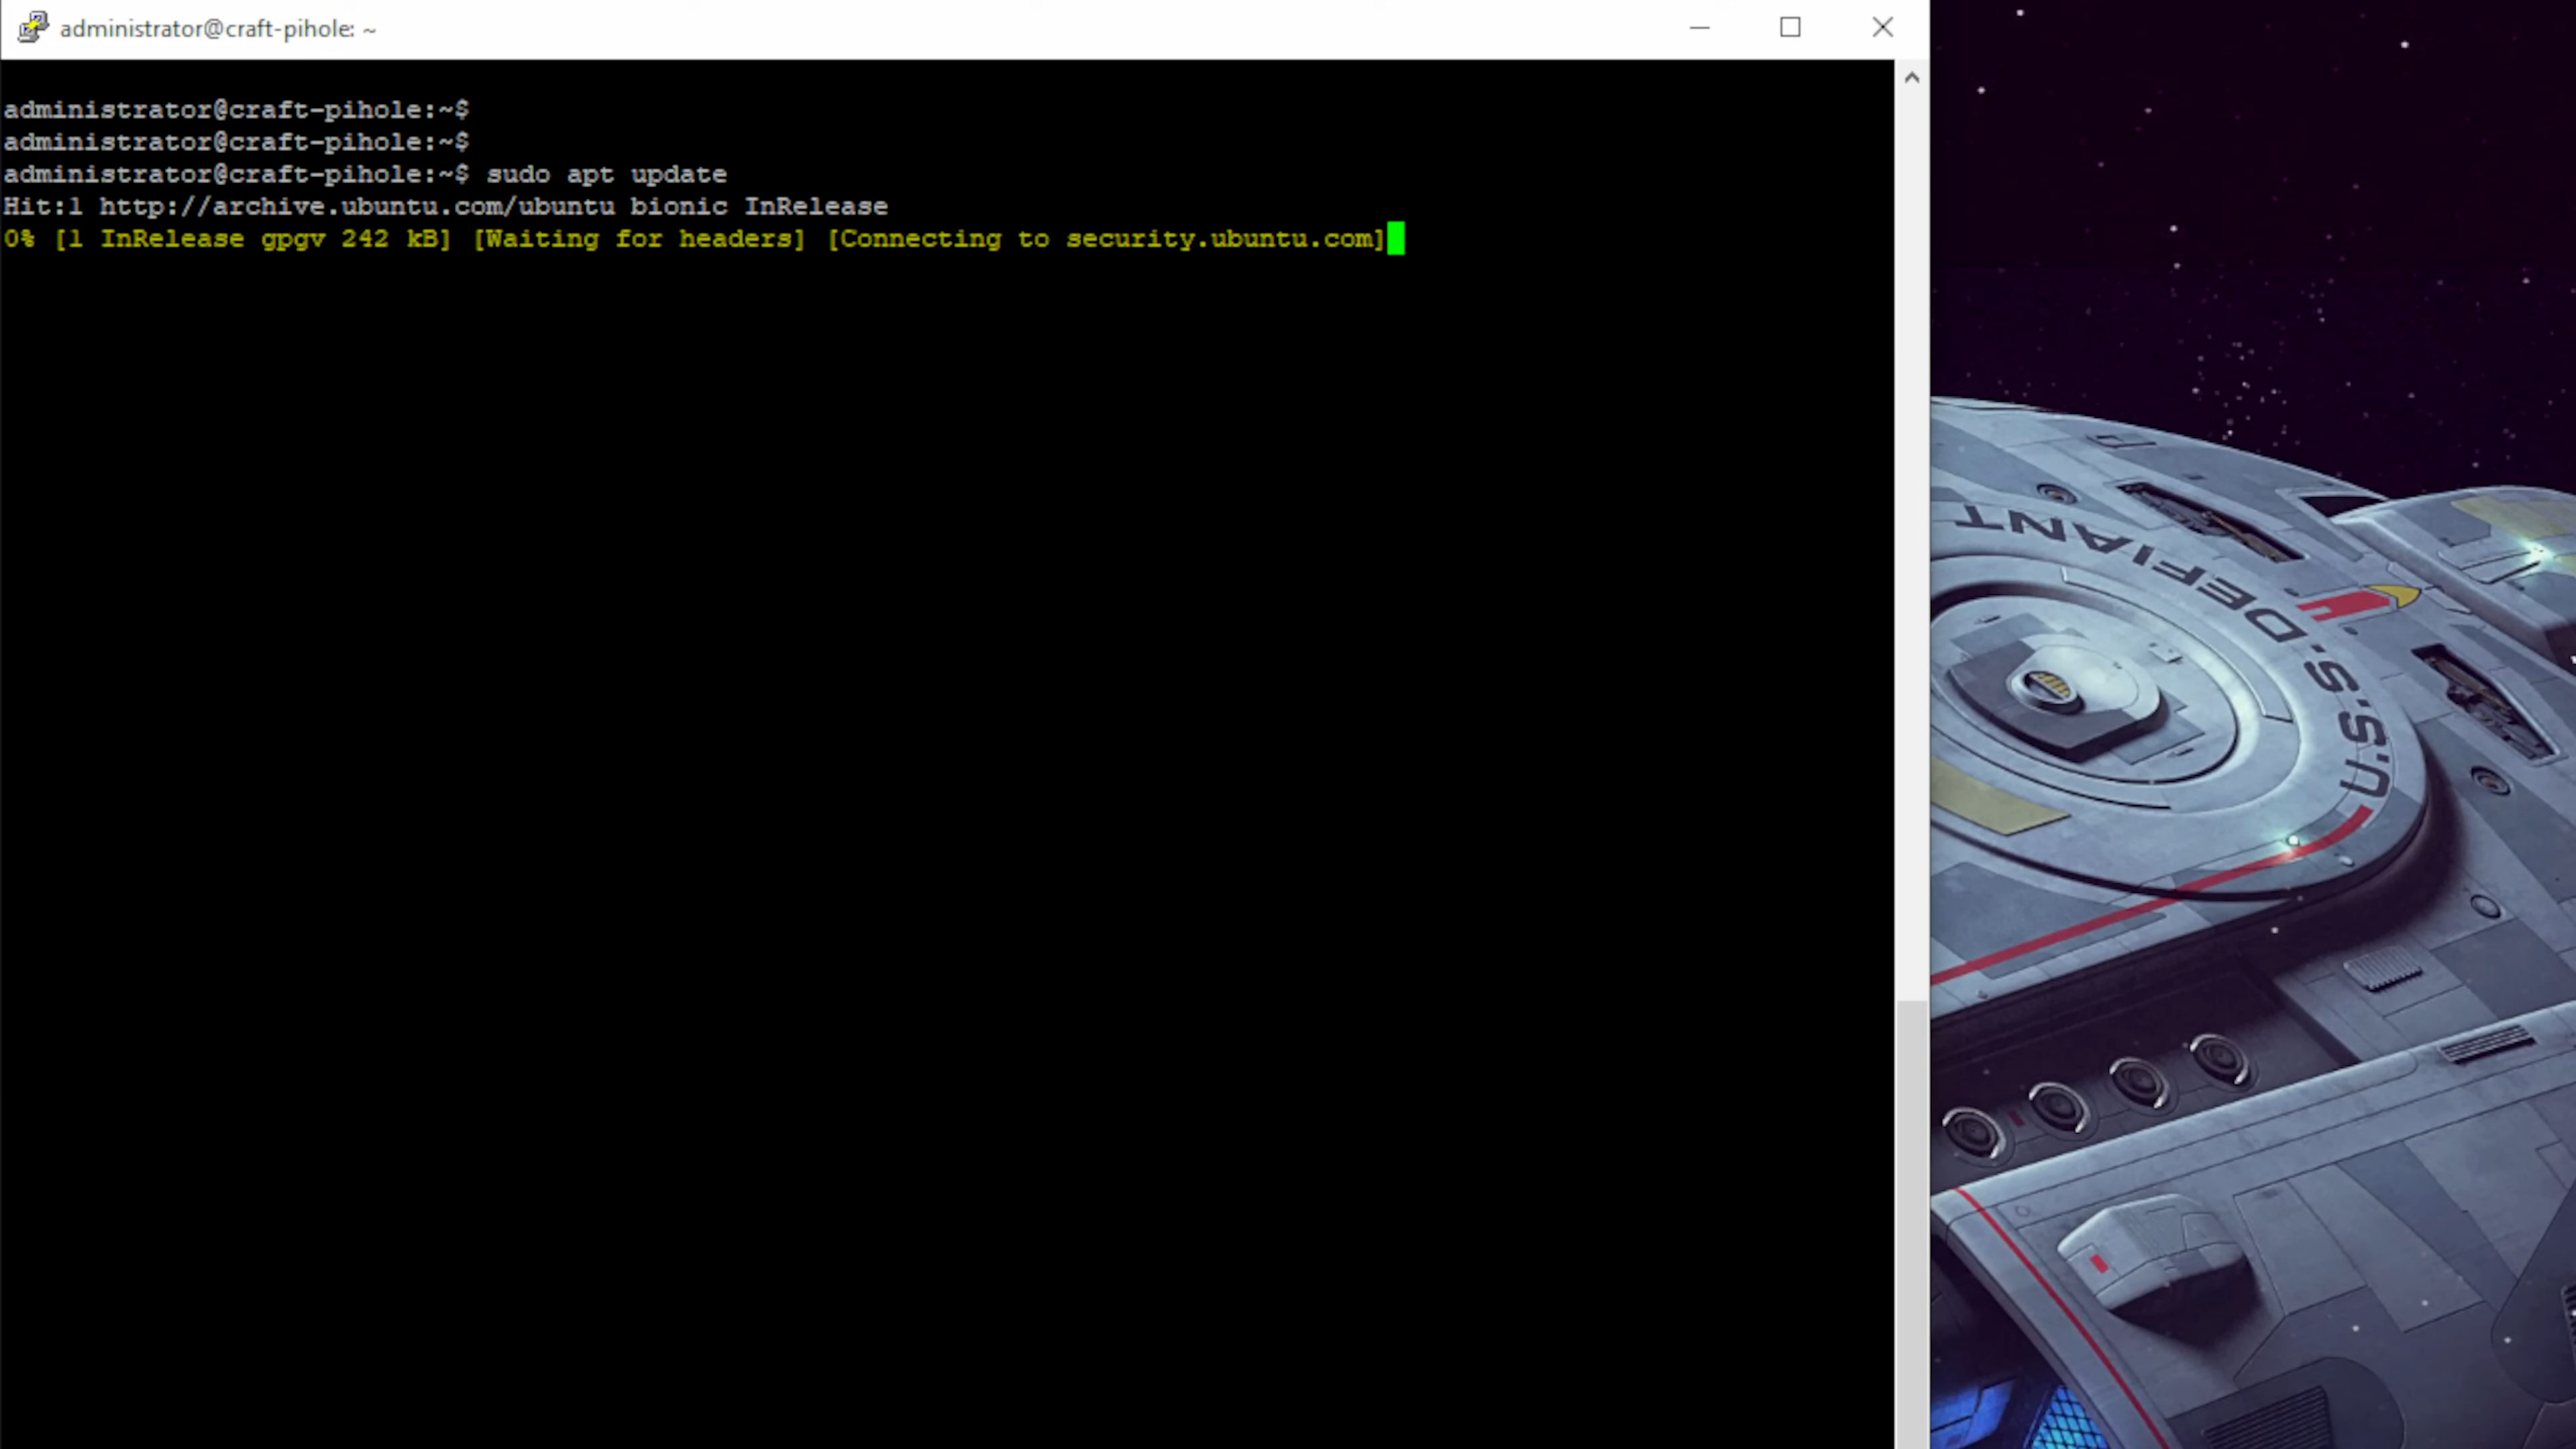 administrator@craft-pihole: ~
administrator@craft-pihole:~$
administrator@craft-pihole:~$
administrator@craft-pihole:~$ sudo apt update
Hit:1 http://archive.ubuntu.com/ubuntu bionic InRelease
0% [1 InRelease gpgv 242 kB] [Waiting for headers] [Connecting to security.ubuntu.com]
U.S.S. DEFIANT